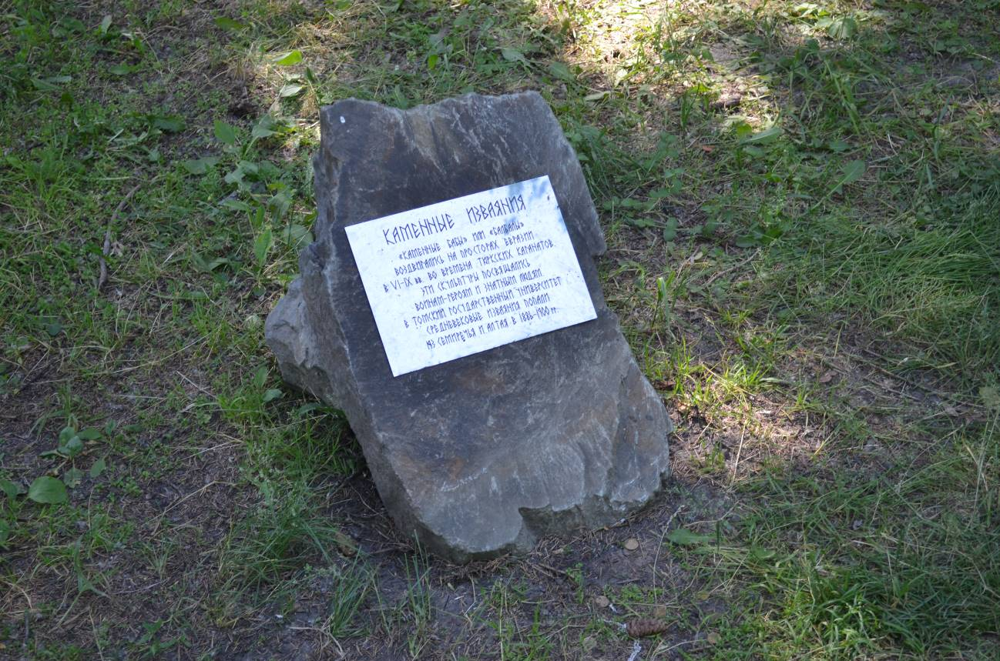 КАМЕННЫЕ ИЗВАЯНИЯ
«КАМЕННЫЕ БАБЫ» ИЛИ «БАЛБАЛЫ»
ВОЗДВИГАЛИСЬ НА ПРОСТОРАХ ЕВРАЗИИ
В VI-IX ВВ. ВО ВРЕМЕНА ТЮРКСКИХ КАГАНАТОВ.
ЭТИ СКУЛЬПТУРЫ ПОСВЯЩАЛИСЬ
ВОИНАМ-ГЕРОЯМ И ЗНАТНЫМ ЛЮДЯМ.
В ТОМСКИЙ ГОСУДАРСТВЕННЫЙ УНИВЕРСИТЕТ
СРЕДНЕВЕКОВЫЕ ИЗВАЯНИЯ ПОПАЛИ
ИЗ СЕМИРЕЧЬЯ И АЛТАЯ В 1886-1900 ГГ.